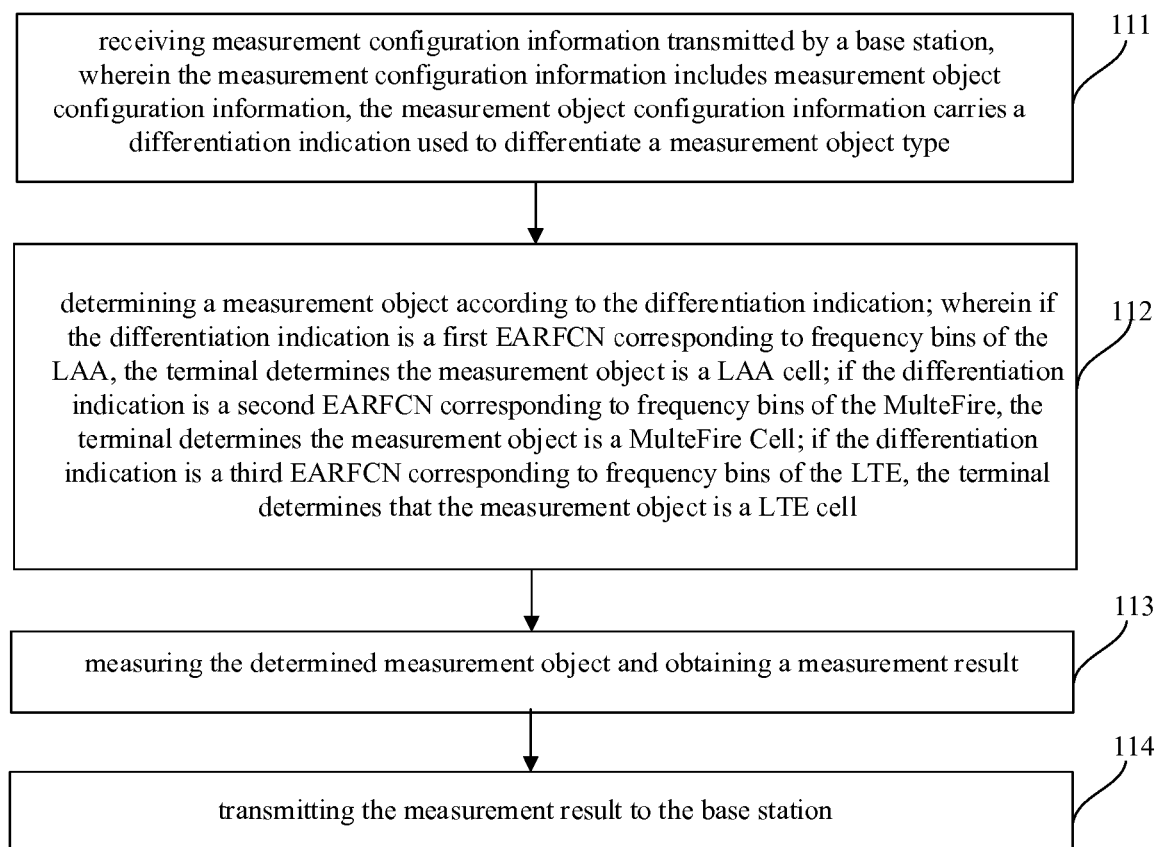 111
receiving measurement configuration information transmitted by a base station,
wherein the measurement configuration information includes measurement object
configuration information, the measurement object configuration information carries a
differentiation indication used to differentiate a measurement object type
112
determining a measurement object according to the differentiation indication; wherein if
the differentiation indication is a first EARFCN corresponding to frequency bins of the
LAA, the terminal determines the measurement object is a LAA cell; if the differentiation
indication is a second EARFCN corresponding to frequency bins of the MulteFire, the
terminal determines the measurement object is a MulteFire Cell; if the differentiation
indication is a third EARFCN corresponding to frequency bins of the LTE, the terminal
determines that the measurement object is a LTE cell
113
measuring the determined measurement object and obtaining a measurement result
114
transmitting the measurement result to the base station